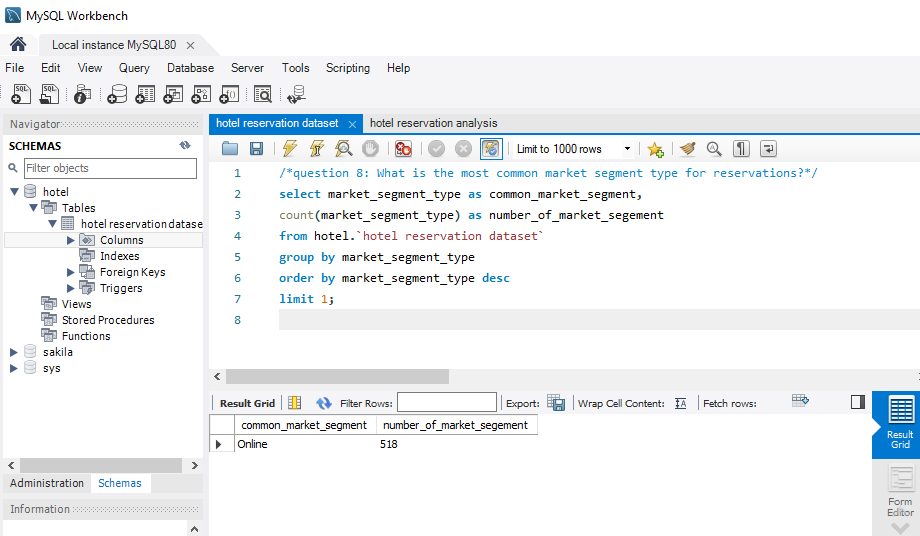 MySQL Workbench
Local instance MySQL80 ×
File Edit View Query Database Server Tools Scripting Help
Navigator
SCHEMAS
Filter objects
hotel
Tables
hotel reservation datase
Columns
Indexes
Foreign Keys
Triggers
Views
Stored Procedures
Functions
sakila
sys
Administration Schemas
Information
hotel reservation dataset × hotel reservation analysis
Limit to 1000 rows
1 /*question 8: What is the most common market segment type for reservations?*/
2 select market_segment_type as common_market_segment,
3 count(market_segment_type) as number_of_market_segement
4 from hotel.`hotel reservation dataset`
5 group by market_segment_type
6 order by market_segment_type desc
7 limit 1;
8
Result Grid Filter Rows: Export: Wrap Cell Content: Fetch rows:
common_market_segment number_of_market_segement
Online 518
Result
Grid
Form
Editor